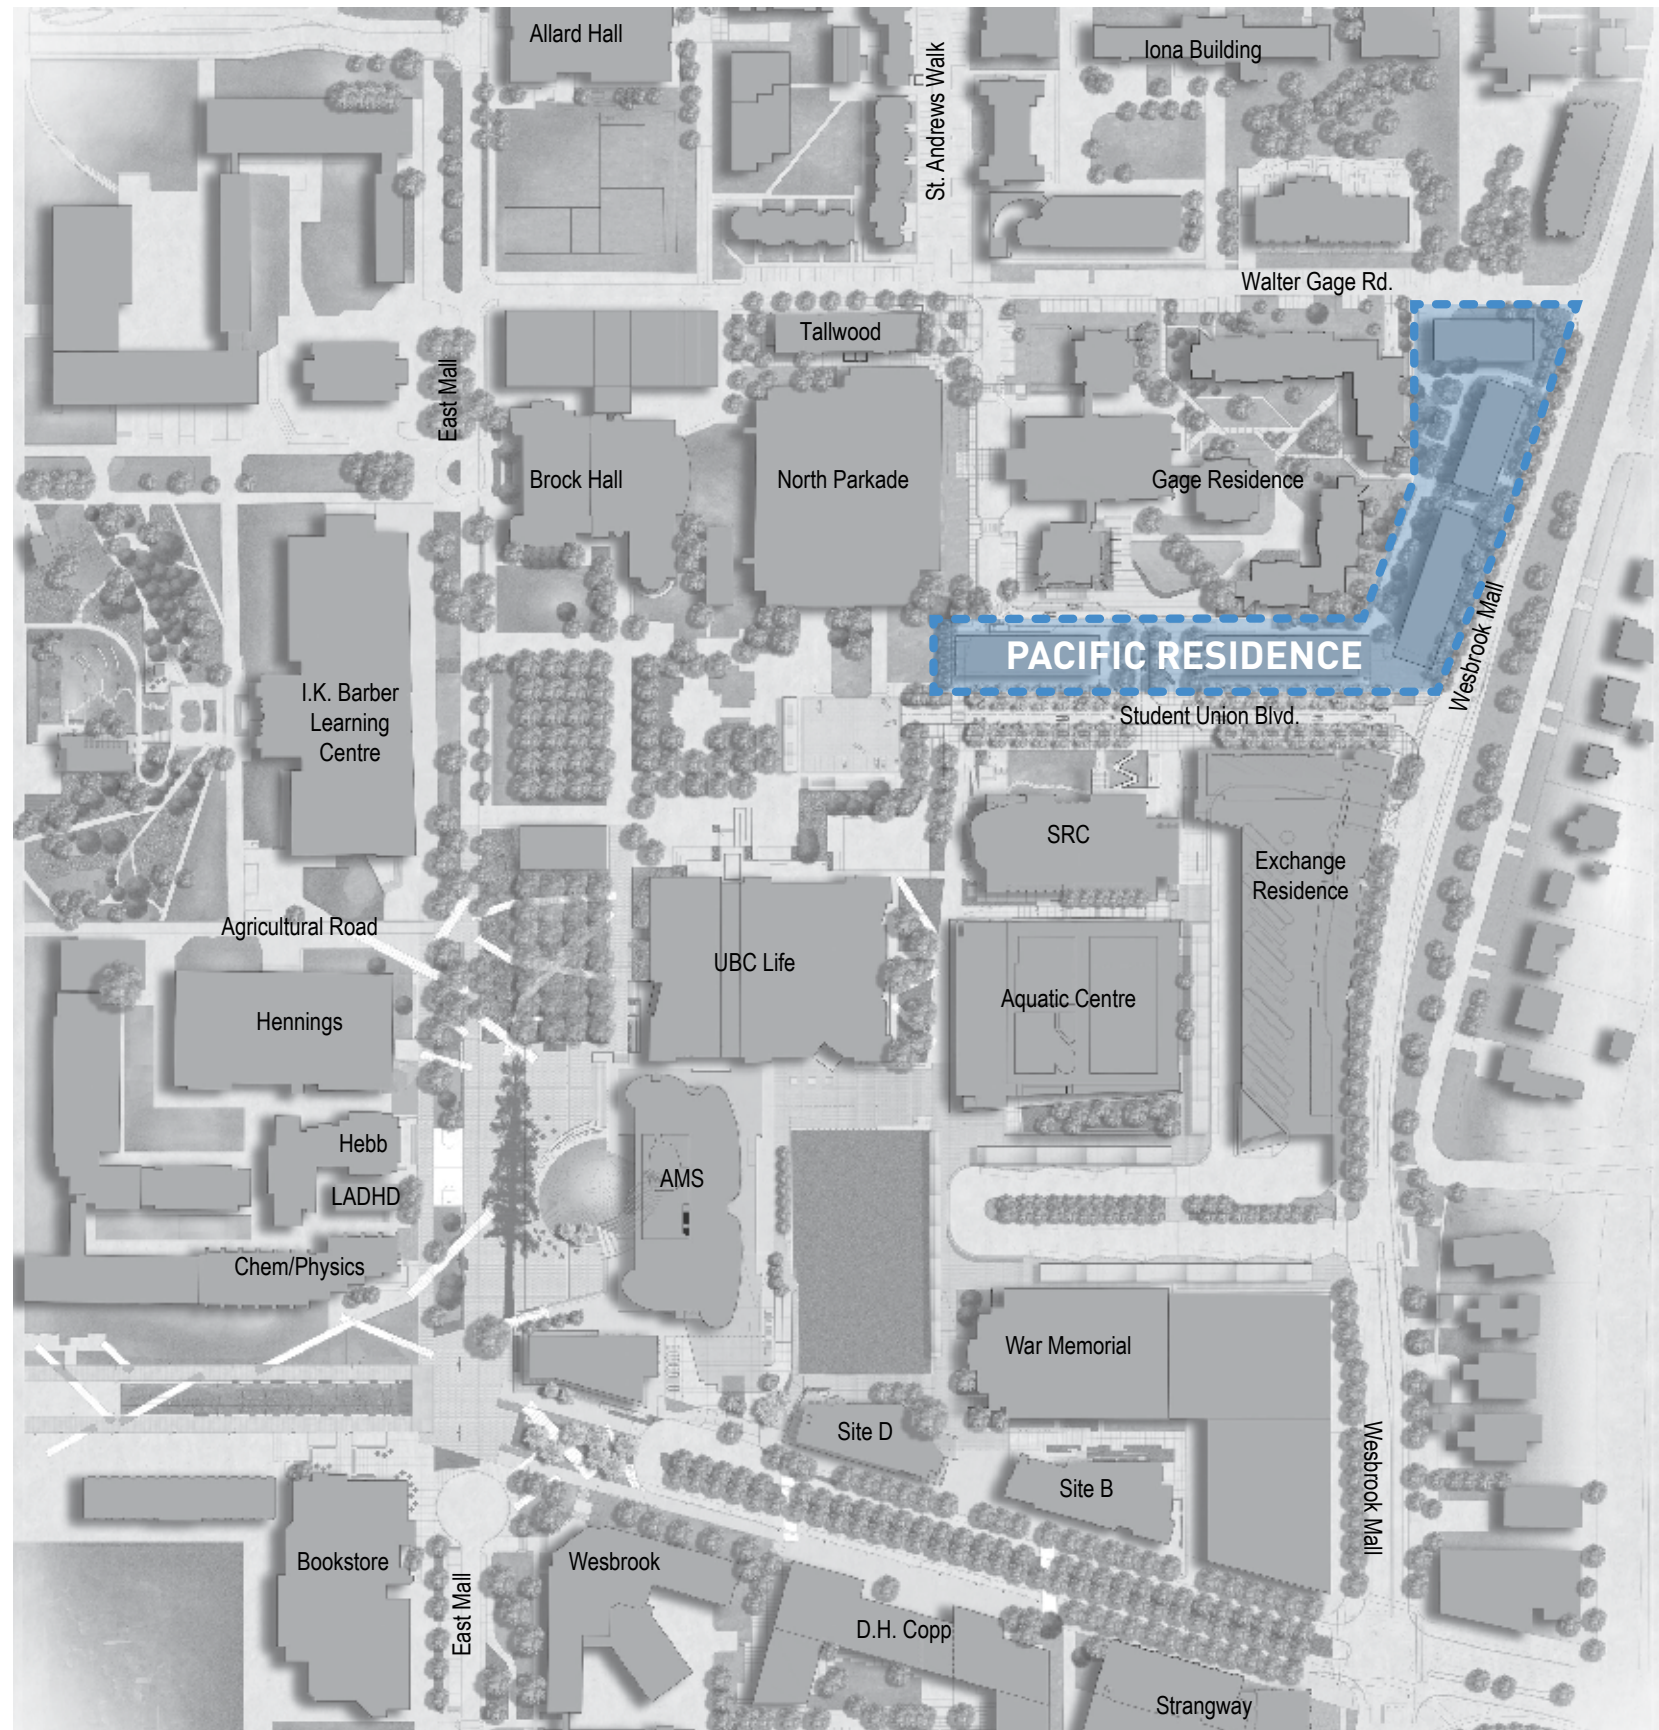 Allard Hall
Iona Building
St. Andrews Walk
Walter Gage Rd.
Tallwood
East Mall
Brock Hall
North Parkade
Gage Residence
PACIFIC RESIDENCE
Wesbrook Mall
Student Union Blvd.
I.K. Barber
Learning
Centre
SRC
Exchange
Residence
Agricultural Road
UBC Life
Aquatic Centre
Hennings
Hebb
AMS
LADHD
Chem/Physics
War Memorial
Site D
Site B
Wesbrook Mall
Bookstore
Wesbrook
East Mall
D.H. Copp
Strangway